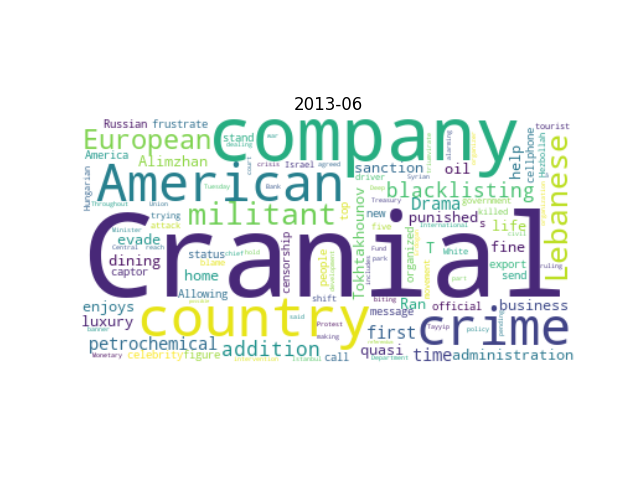 2013-06
Russian frustrate company tourist
European stand dealing war cellphone
America Alimzhan Israel agreed sanction oil help Hezbollah
Hungarian American crisis driver blacklisting Lebanese
Tuesday Bank Deep Treasury Drama government
Throughout Union militant top new punished killed
trying Tokhtakhounov five International s life
Cranial
Minister attack
evade status chief hold censorship people Fund organized T White fine
Central reach park movement
dining home development includes part export ruling
captor send
Allowing shift biting Ran official business
enjoys country message first crime
luxury said Protest Tayyip policy pending
banner making quasi
petrochemical addition call time administration
Monetary celebrity figure intervention Istanbul Department